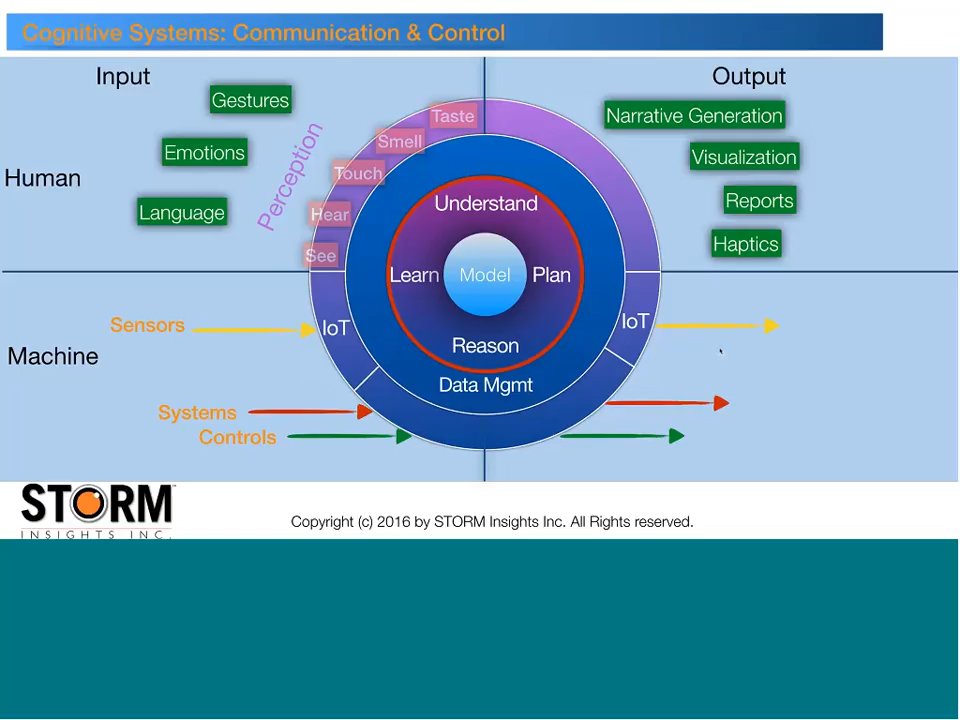 Cognitive Systems: Communication & Control
Input
Output
Gestures
Emotions
Language
Human
Perception
Taste
Smell
Touch
Hear
See
Narrative Generation
Visualization
Reports
Haptics
Understand
Learn
Model
Plan
Reason
Data Mgmt
IoT
IoT
Sensors
Machine
Systems
Controls
STORM
INSIGHTS INC.
Copyright (c) 2016 by STORM Insights Inc. All Rights reserved.